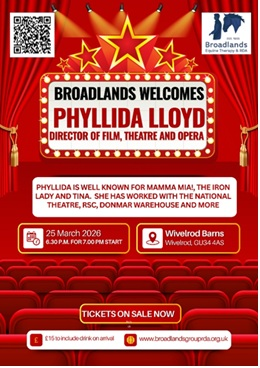 Broadlands
Equine Therapy & RDA
BROADLANDS WELCOMES
PHYLLIDA LLOYD
DIRECTOR OF FILM, THEATRE AND OPERA
PHYLLIDA IS WELL KNOWN FOR MAMMA MIA!, THE IRON
LADY AND TINA. SHE HAS WORKED WITH THE NATIONAL
THEATRE, RSC, DONMAR WAREHOUSE AND MORE
25 March 2026
6.30 P.M. FOR 7.00 PM START
Wivelrod Barns
Wivelrod, GU34 4AS
TICKETS ON SALE NOW
£
£15 to include drink on arrival
www.broadlandsgrouprda.org.uk